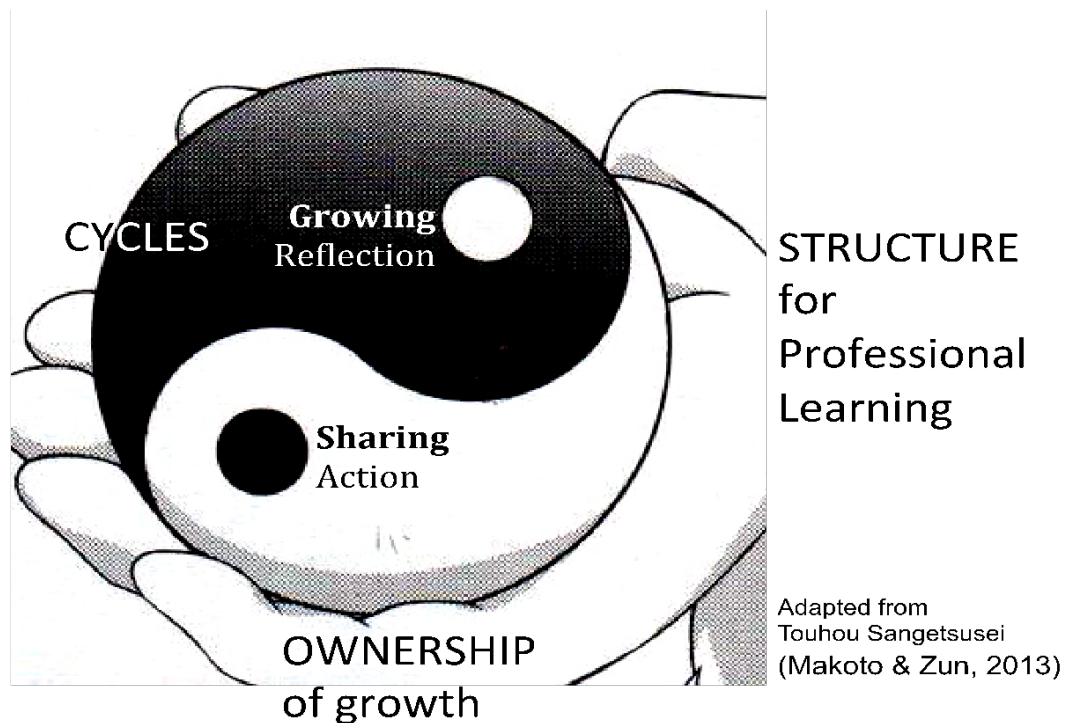 CYCLES
Growing
Reflection
Sharing
Action
OWNERSHIP
of growth
STRUCTURE
for
Professional
Learning
Adapted from
Touhou Sangetsusei
(Makoto & Zun, 2013)